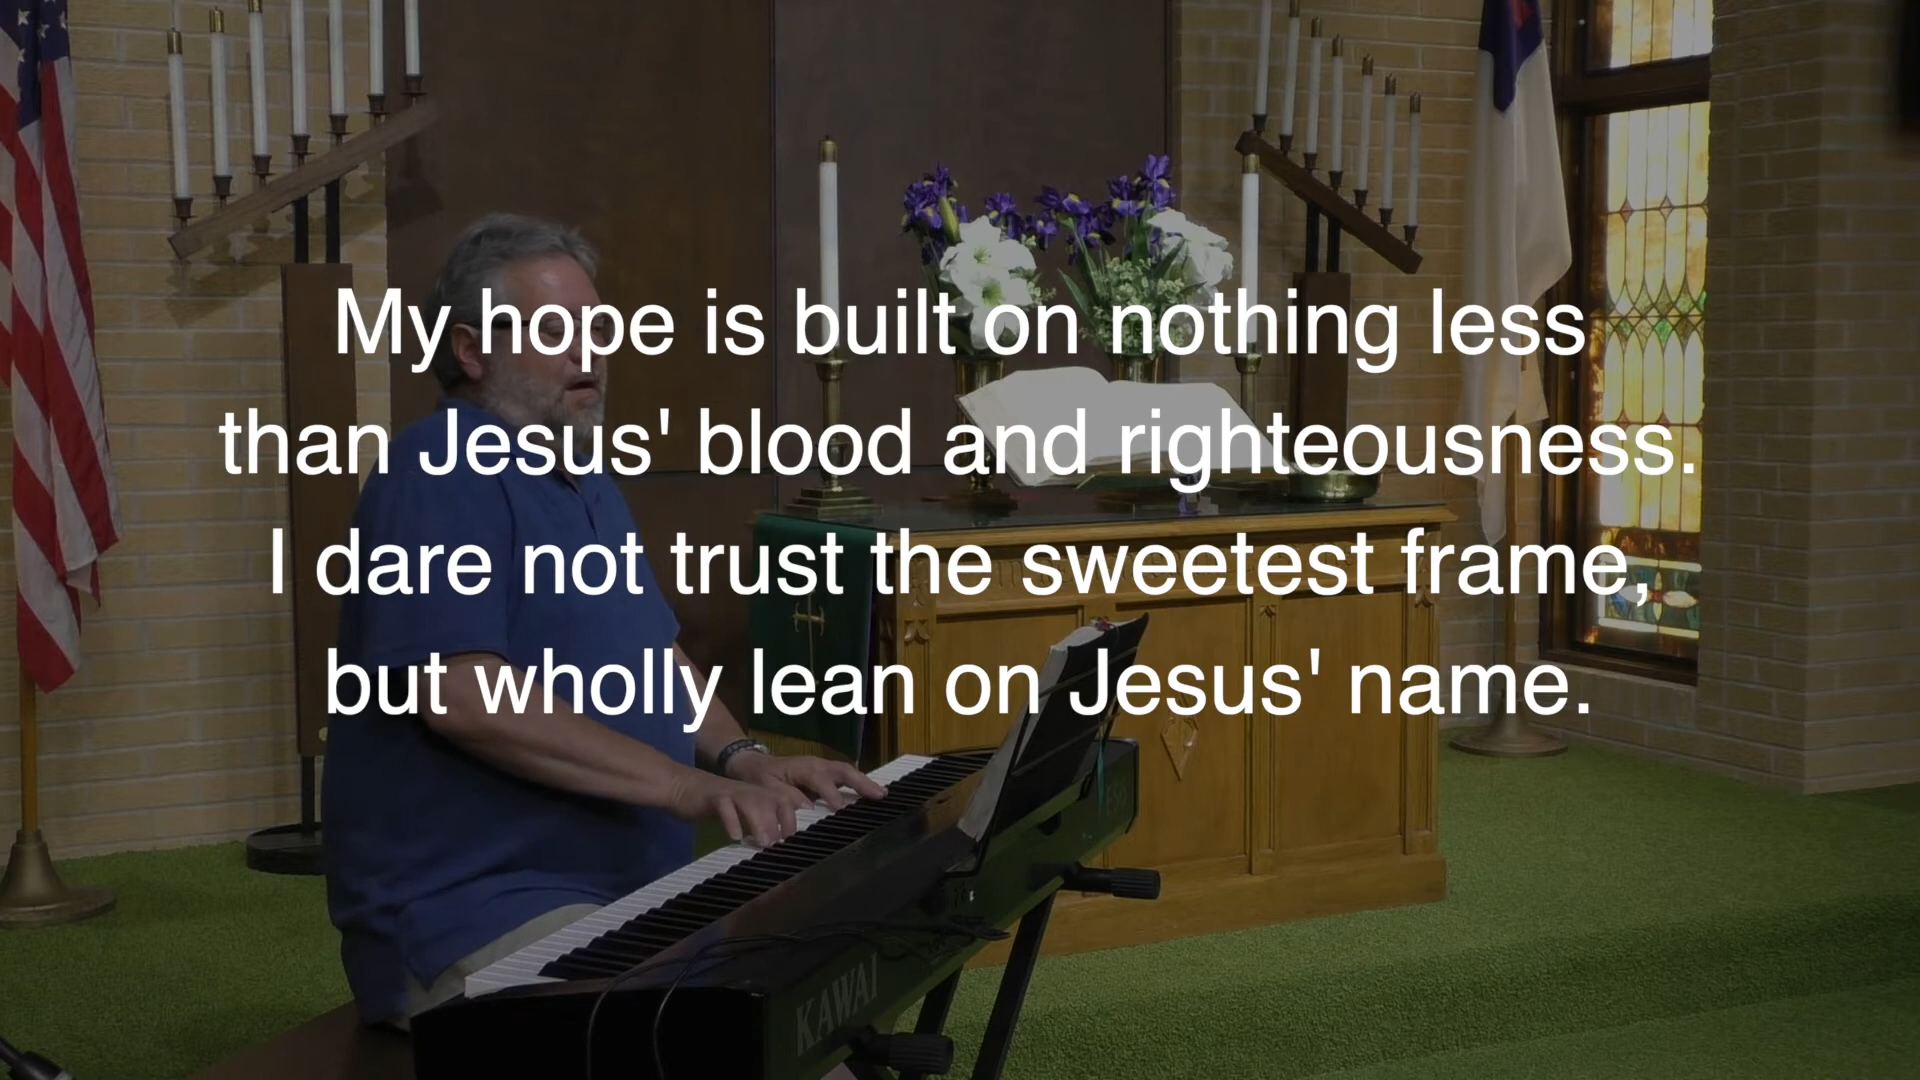 My hope is built on nothing less
than Jesus' blood and righteousness.
I dare not trust the sweetest frame,
but wholly lean on Jesus' name.
KAWAI